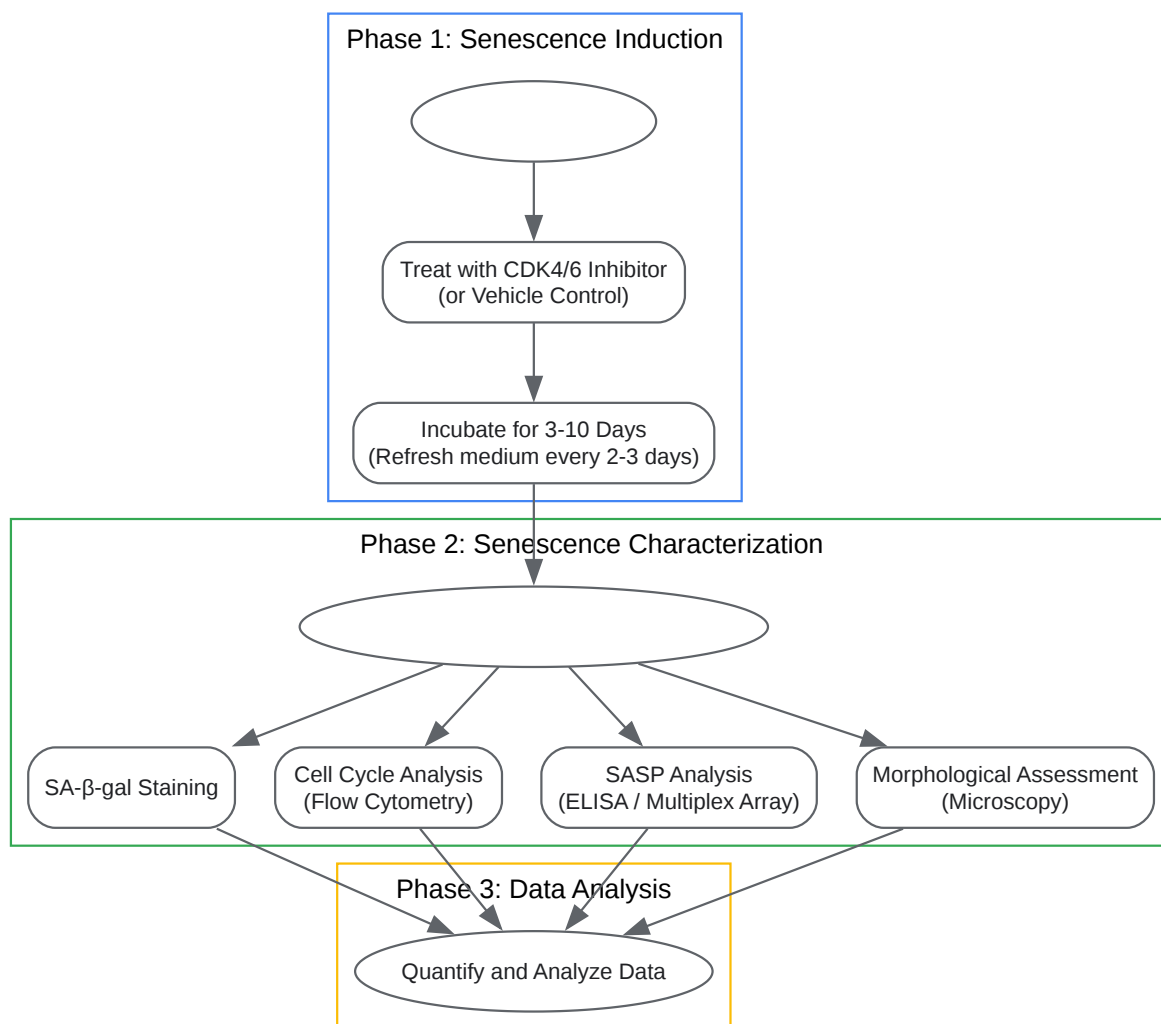 Phase 1: Senescence Induction
Treat with CDK4/6 Inhibitor
(or Vehicle Control)
Incubate for 3-10 Days
(Refresh medium every 2-3 days)
Phase 2: Senescence Characterization
SA-β-gal Staining
Cell Cycle Analysis
(Flow Cytometry)
SASP Analysis
(ELISA / Multiplex Array)
Morphological Assessment
(Microscopy)
Phase 3: Data Analysis
Quantify and Analyze Data